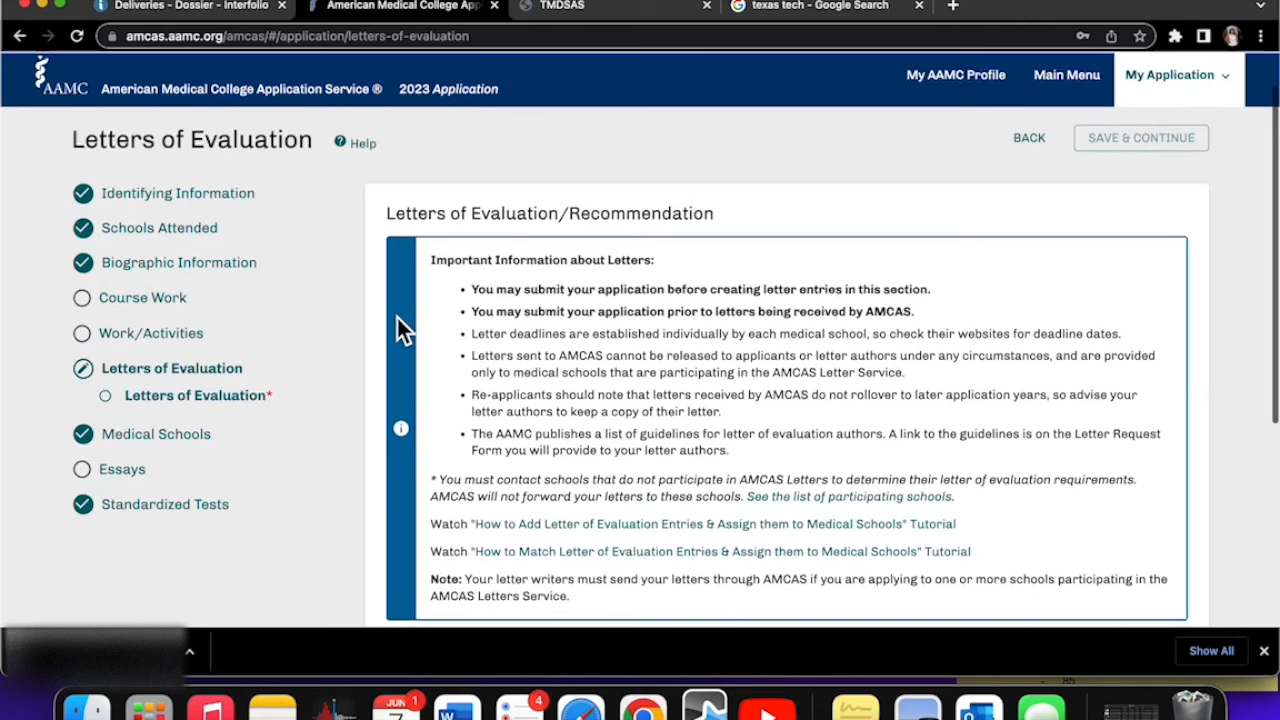 Deliveries - Dossier - Interfolio
American Medical College App
TMDSAS
texas tech - Google Search
amcas.aamc.org/amcas/#/application/letters-of-evaluation
AAMC
American Medical College Application Service ®
2023 Application
My AAMC Profile
Main Menu
My Application
Letters of Evaluation
? Help
BACK
SAVE & CONTINUE
Identifying Information
Schools Attended
Biographic Information
Course Work
Work/Activities
Letters of Evaluation
Letters of Evaluation*
Medical Schools
Essays
Standardized Tests
Letters of Evaluation/Recommendation
Important Information about Letters:
• You may submit your application before creating letter entries in this section.
• You may submit your application prior to letters being received by AMCAS.
• Letter deadlines are established individually by each medical school, so check their websites for deadline dates.
• Letters sent to AMCAS cannot be released to applicants or letter authors under any circumstances, and are provided
only to medical schools that are participating in the AMCAS Letter Service.
• Re-applicants should note that letters received by AMCAS do not rollover to later application years, so advise your
letter authors to keep a copy of their letter.
• The AAMC publishes a list of guidelines for letter of evaluation authors. A link to the guidelines is on the Letter Request
Form you will provide to your letter authors.
* You must contact schools that do not participate in AMCAS Letters to determine their letter of evaluation requirements.
AMCAS will not forward your letters to these schools. See the list of participating schools.
Watch "How to Add Letter of Evaluation Entries & Assign them to Medical Schools" Tutorial
Watch "How to Match Letter of Evaluation Entries & Assign them to Medical Schools" Tutorial
Note: Your letter writers must send your letters through AMCAS if you are applying to one or more schools participating in the
AMCAS Letters Service.
Show All
85
JUN
1
4
7
W